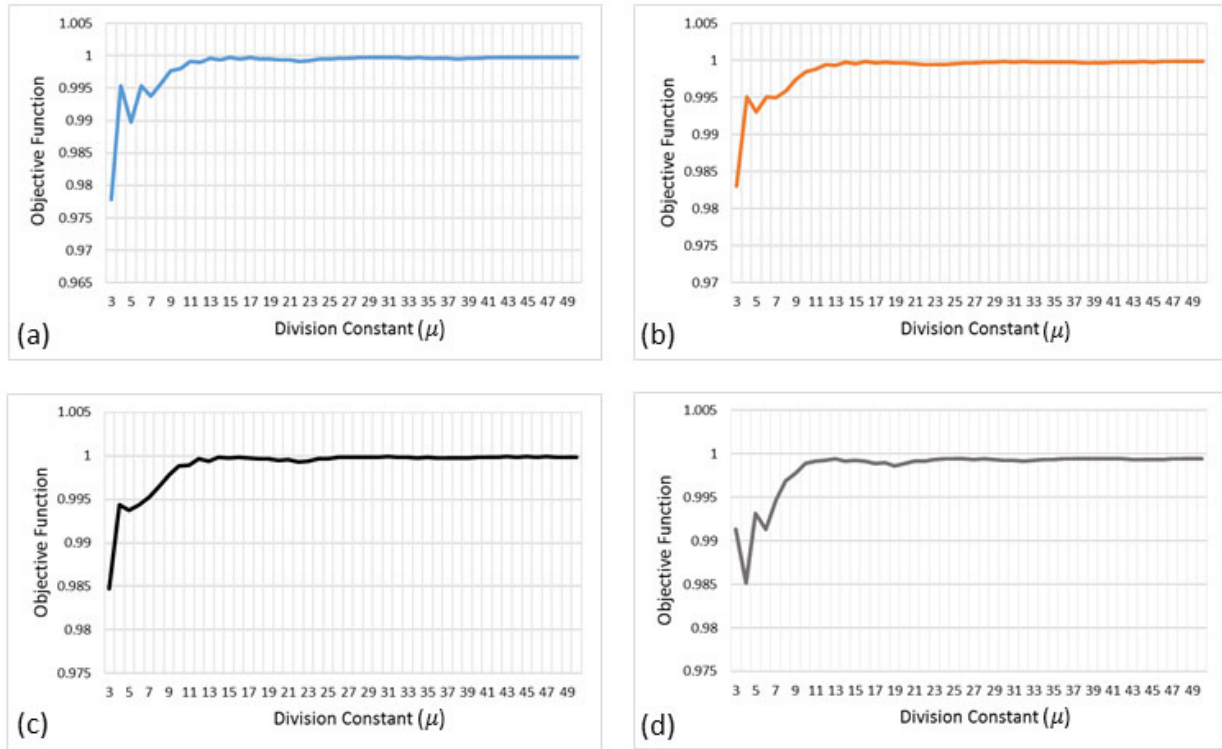 1.005
1
0.995
0.99
0.985
0.98
0.975
0.97
0.965
Objective Function
3 5 7 9 11 13 15 17 19 21 23 25 27 29 31 33 35 37 39 41 43 45 47 49
(a)
Division Constant (μ)
1.005
1
0.995
0.99
0.985
0.98
0.975
0.97
Objective Function
3 5 7 9 11 13 15 17 19 21 23 25 27 29 31 33 35 37 39 41 43 45 47 49
(b)
Division Constant (μ)
1.005
1
0.995
0.99
0.985
0.98
0.975
Objective Function
3 5 7 9 11 13 15 17 19 21 23 25 27 29 31 33 35 37 39 41 43 45 47 49
(c)
Division Constant (μ)
1.005
1
0.995
0.99
0.985
0.98
0.975
Objective Function
3 5 7 9 11 13 15 17 19 21 23 25 27 29 31 33 35 37 39 41 43 45 47 49
(d)
Division Constant (μ)